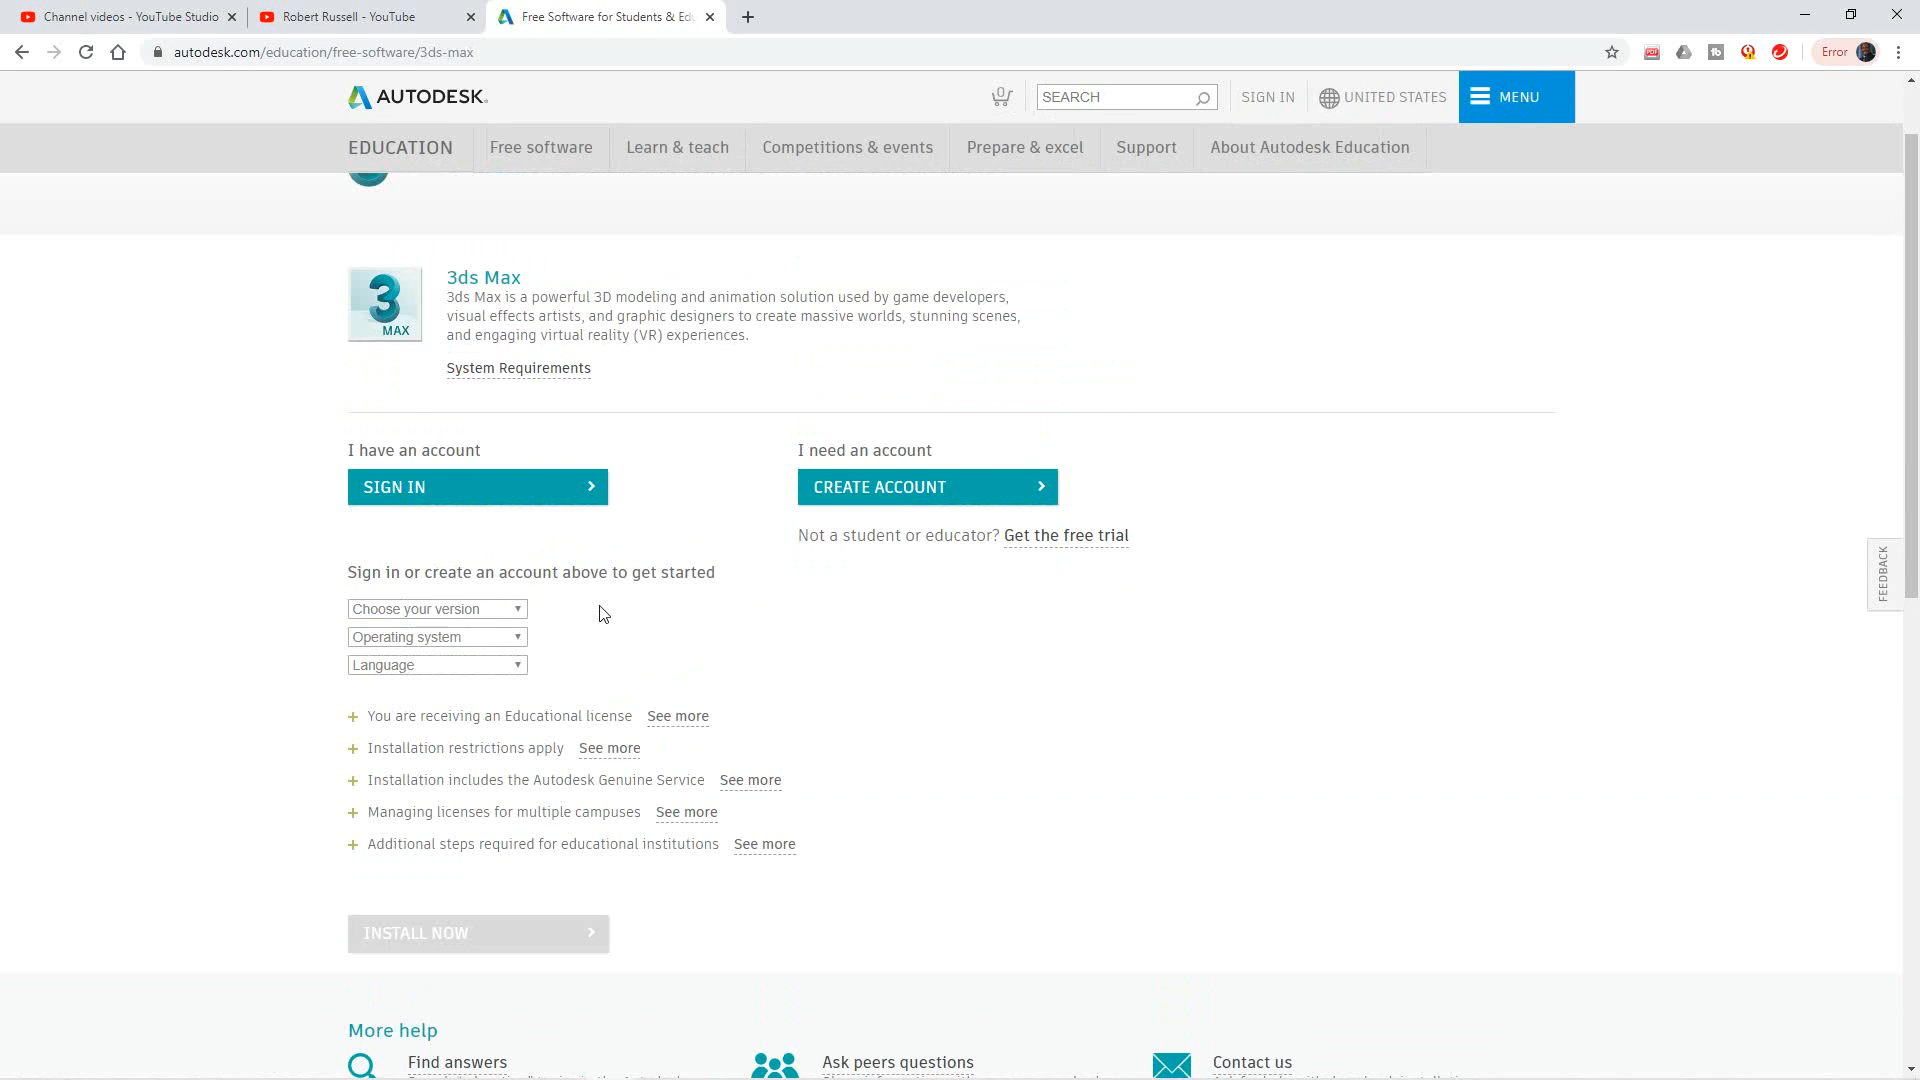 Channel videos - YouTube Studio
Robert Russell - YouTube
Free Software for Students & Ed
autodesk.com/education/free-software/3ds-max
Error
AUTODESK.
0
SEARCH
SIGN IN
UNITED STATES
MENU
EDUCATION
Free software
Learn & teach
Competitions & events
Prepare & excel
Support
About Autodesk Education
3
MAX
3ds Max
3ds Max is a powerful 3D modeling and animation solution used by game developers,
visual effects artists, and graphic designers to create massive worlds, stunning scenes,
and engaging virtual reality (VR) experiences.
System Requirements
I have an account
SIGN IN
I need an account
CREATE ACCOUNT
Not a student or educator? Get the free trial
FEEDBACK
Sign in or create an account above to get started
Choose your version
Operating system
Language
+ You are receiving an Educational license See more
+ Installation restrictions apply See more
+ Installation includes the Autodesk Genuine Service See more
+ Managing licenses for multiple campuses See more
+ Additional steps required for educational institutions See more
INSTALL NOW
More help
Find answers
Ask peers questions
Contact us